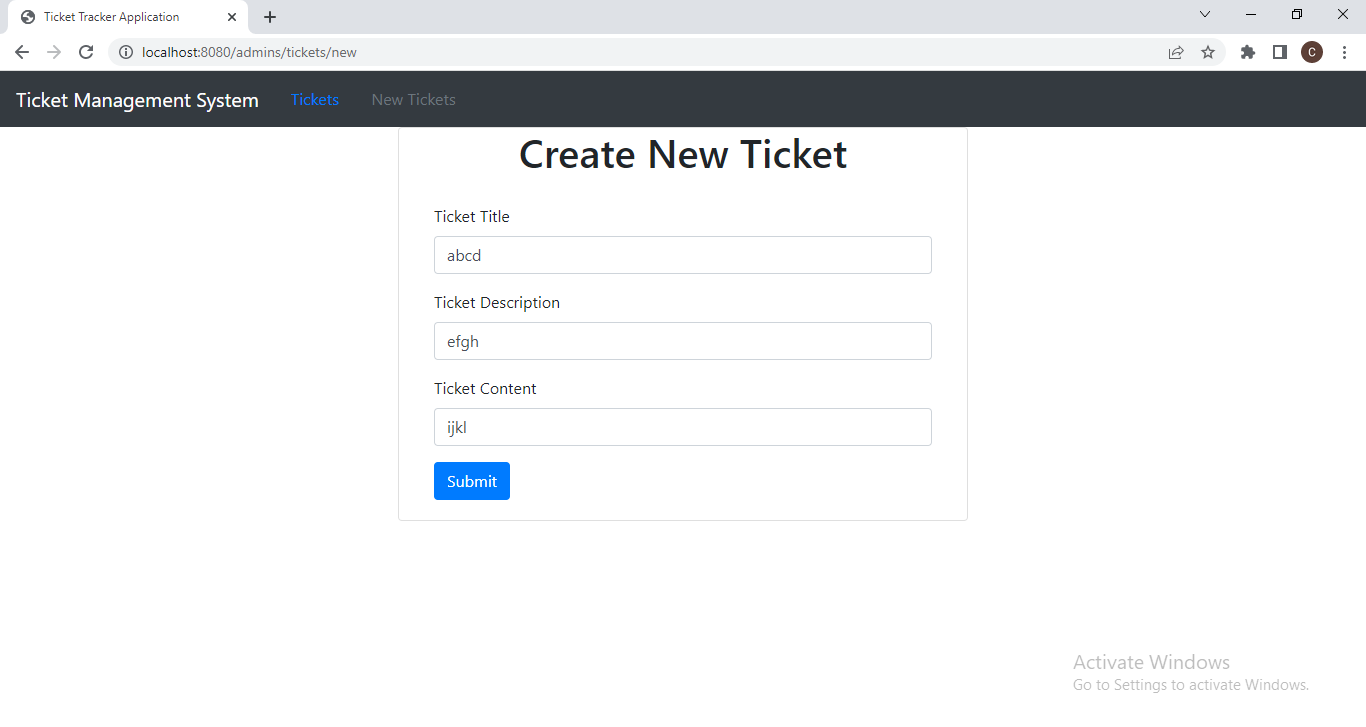 Ticket Tracker Application
localhost:8080/admins/tickets/new
C
Ticket Management System Tickets New Tickets
Create New Ticket
Ticket Title
abcd
Ticket Description
efgh
Ticket Content
ijkl
Submit
Activate Windows
Go to Settings to activate Windows.